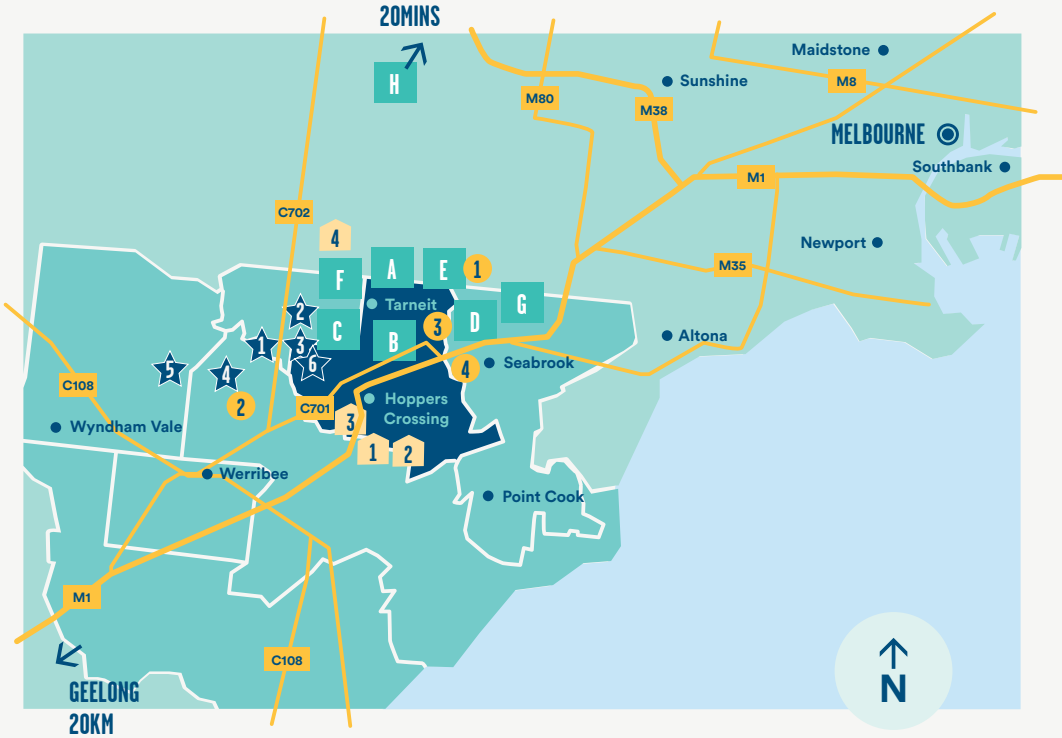 20MINS
H
Maidstone
Sunshine
M8
M80
M38
MELBOURNE
Southbank
M1
C702
4
Newport
F
A
E
1
M35
G
2
Tarneit
C
B
3
D
Altona
1
3
6
5
4
4
Seabrook
C108
2
C701
Hoppers
Crossing
3
Wyndham Vale
1
2
Werribee
Point Cook
M1
C108
N
GEELONG
20KM